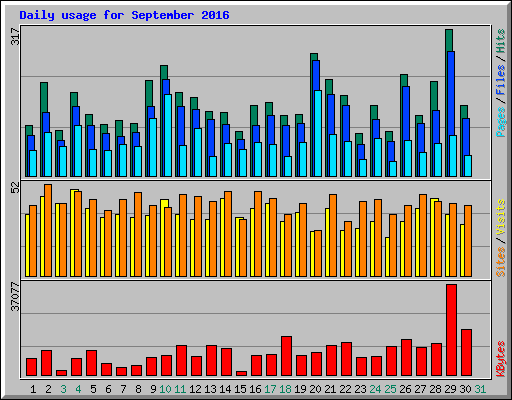 Daily usage for September 2016
317
Pages / Files / Hits
52
Sites / Visits
37077
KBytes
1 2 3 4 5 6 7 8 9 10 11 12 13 14 15 16 17 18 19 20 21 22 23 24 25 26 27 28 29 30 31